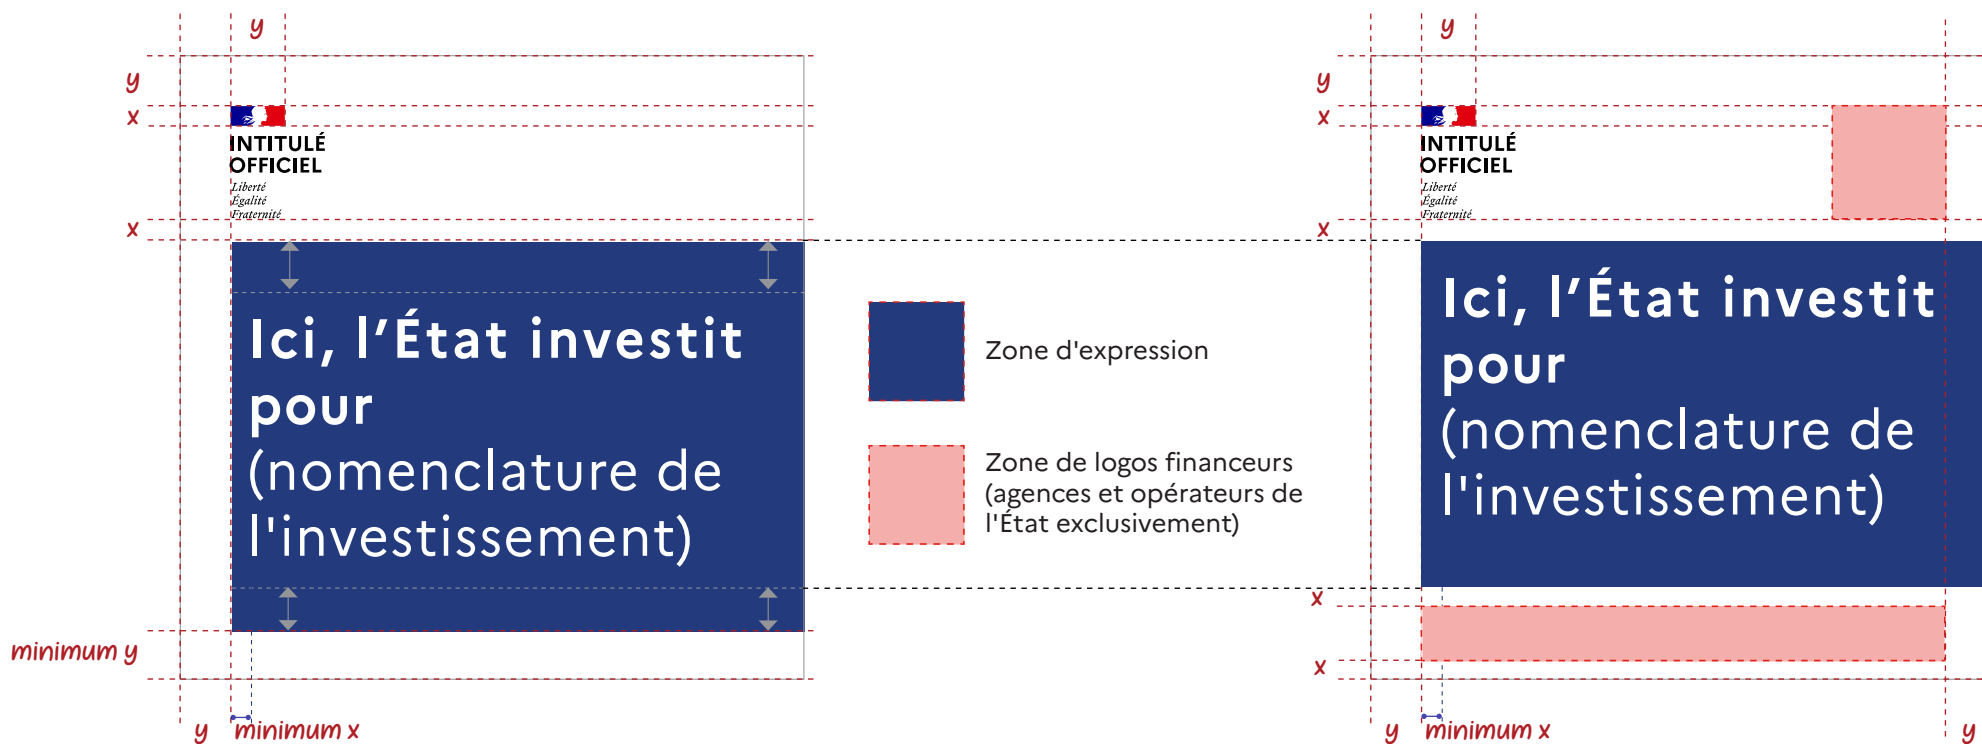 y
y
x
INTITULÉ
OFFICIEL
Liberté
Égalité
Fraternité
x
Ici, l’État investit
pour
(nomenclature de
l'investissement)
minimum y
y
minimum x
Zone d'expression
Zone de logos financeurs
(agences et opérateurs de
l'État exclusivement)
y
y
x
INTITULÉ
OFFICIEL
Liberté
Égalité
Fraternité
x
Ici, l’État investit
pour
(nomenclature de
l'investissement)
x
x
y
minimum x
y